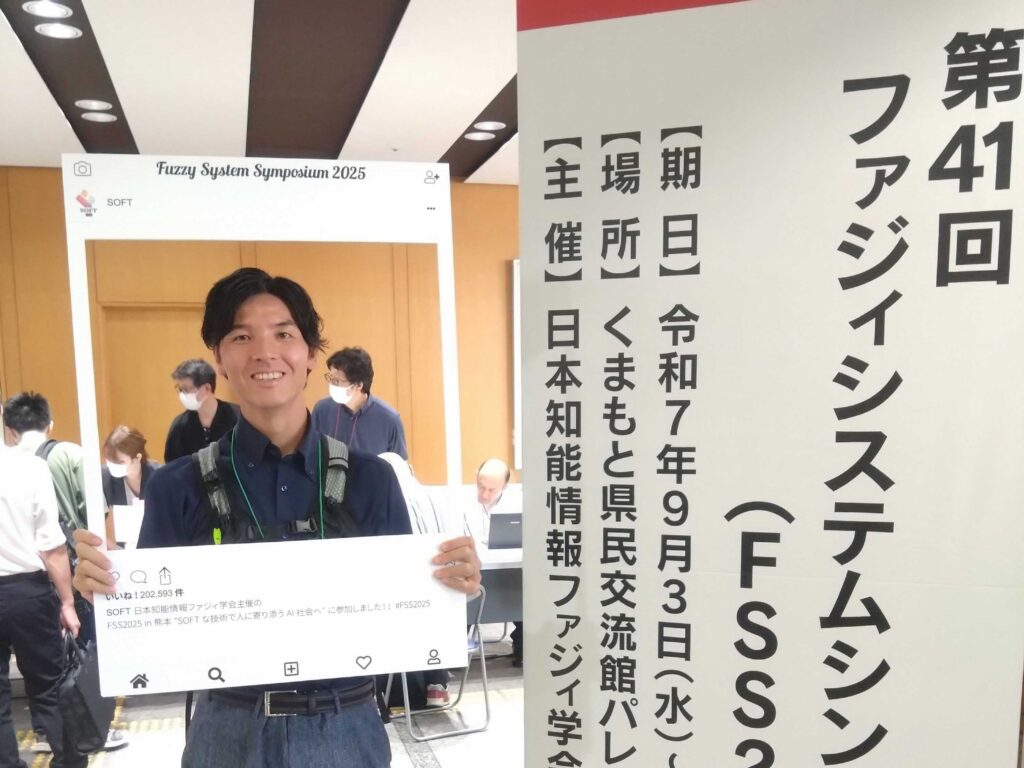 Fuzzy System Symposium 2025
SOFT
SOFT
いいね！202,593 件
SOFT 日本知能情報ファジィ学会主催の
FSS2025 in 熊本 "SOFT な技術で人に寄り添う AI 社会へ" に参加しました！！ #FSS2025
第41回
ファジィシステムシン
（FSS2
【期 日】令和7年9月3日（水）～
【場 所】くまもと県民交流館パレ
【主 催】日本知能情報ファジィ学会